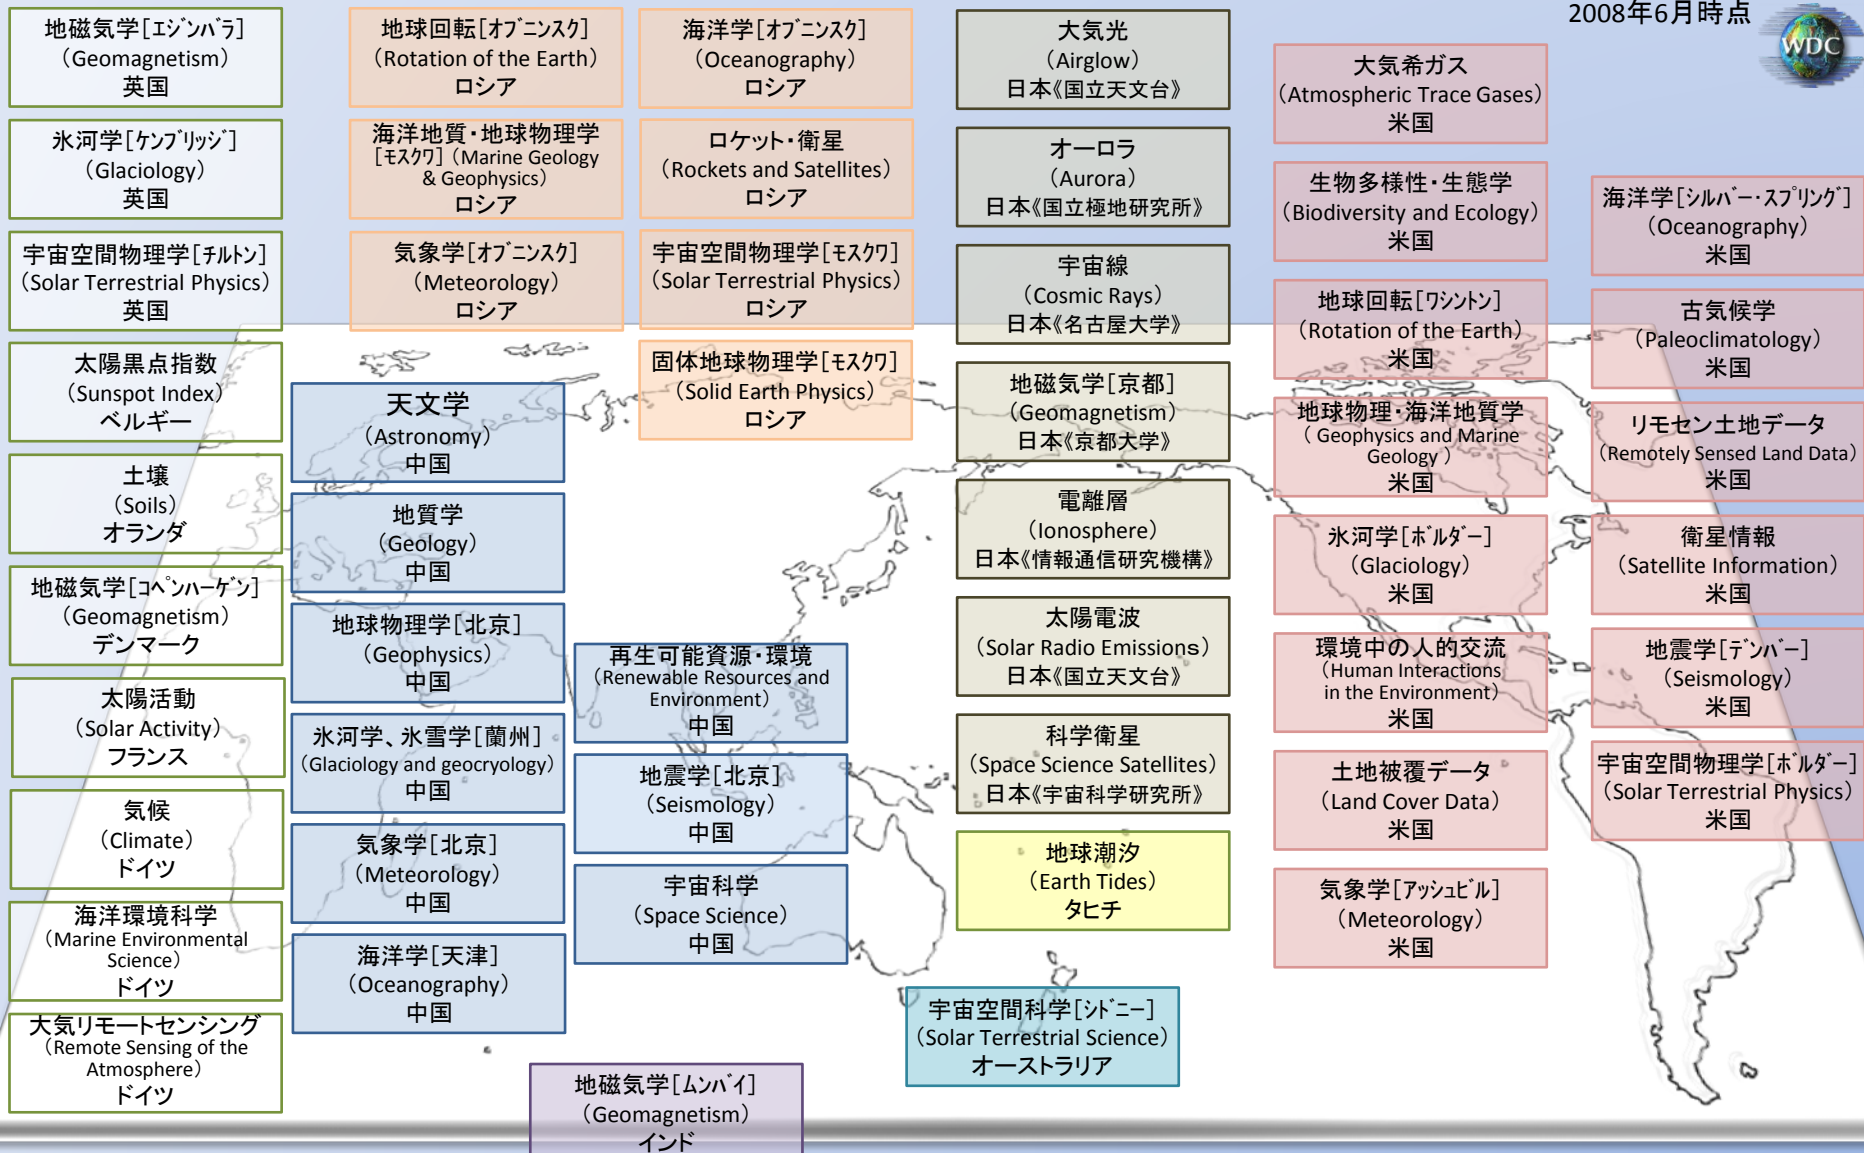 2008年6月時点
WDC
地磁気学[エジンバラ]
(Geomagnetism)
英国
氷河学[ケンブリッジ]
(Glaciology)
英国
宇宙空間物理学[チルトン]
(Solar Terrestrial Physics)
英国
太陽黒点指数
(Sunspot Index)
ベルギー
土壌
(Soils)
オランダ
地磁気学[コペンハーゲン]
(Geomagnetism)
デンマーク
太陽活動
(Solar Activity)
フランス
気候
(Climate)
ドイツ
海洋環境科学
(Marine Environmental
Science)
ドイツ
大気リモートセンシング
(Remote Sensing of the
Atmosphere)
ドイツ
地球回転[オブニンスク]
(Rotation of the Earth)
ロシア
海洋地質・地球物理学
[モスクワ] (Marine Geology
& Geophysics)
ロシア
気象学[オブニンスク]
(Meteorology)
ロシア
天文学
(Astronomy)
中国
地質学
(Geology)
中国
地球物理学[北京]
(Geophysics)
中国
氷河学、氷雪学[蘭州]
(Glaciology and geocryology)
中国
気象学[北京]
(Meteorology)
中国
海洋学[天津]
(Oceanography)
中国
海洋学[オブニンスク]
(Oceanography)
ロシア
ロケット・衛星
(Rockets and Satellites)
ロシア
宇宙空間物理学[モスクワ]
(Solar Terrestrial Physics)
ロシア
固体地球物理学[モスクワ]
(Solid Earth Physics)
ロシア
再生可能資源・環境
(Renewable Resources and
Environment)
中国
地震学[北京]
(Seismology)
中国
宇宙科学
(Space Science)
中国
地磁気学[ムンバイ]
(Geomagnetism)
インド
大気光
(Airglow)
日本《国立天文台》
オーロラ
(Aurora)
日本《国立極地研究所》
宇宙線
(Cosmic Rays)
日本《名古屋大学》
地磁気学[京都]
(Geomagnetism)
日本《京都大学》
電離層
(Ionosphere)
日本《情報通信研究機構》
太陽電波
(Solar Radio Emissions)
日本《国立天文台》
科学衛星
(Space Science Satellites)
日本《宇宙科学研究所》
地球潮汐
(Earth Tides)
タヒチ
宇宙空間科学[シドニー]
(Solar Terrestrial Science)
オーストラリア
大気希ガス
(Atmospheric Trace Gases)
米国
生物多様性・生態学
(Biodiversity and Ecology)
米国
地球回転[ワシントン]
(Rotation of the Earth)
米国
地球物理・海洋地質学
( Geophysics and Marine
Geology )
米国
氷河学[ボルダー]
(Glaciology)
米国
環境中の人的交流
(Human Interactions
in the Environment)
米国
土地被覆データ
(Land Cover Data)
米国
気象学[アッシュビル]
(Meteorology)
米国
海洋学[シルバー・スプリング]
(Oceanography)
米国
古気候学
(Paleoclimatology)
米国
リモセン土地データ
(Remotely Sensed Land Data)
米国
衛星情報
(Satellite Information)
米国
地震学[デンバー]
(Seismology)
米国
宇宙空間物理学[ボルダー]
(Solar Terrestrial Physics)
米国